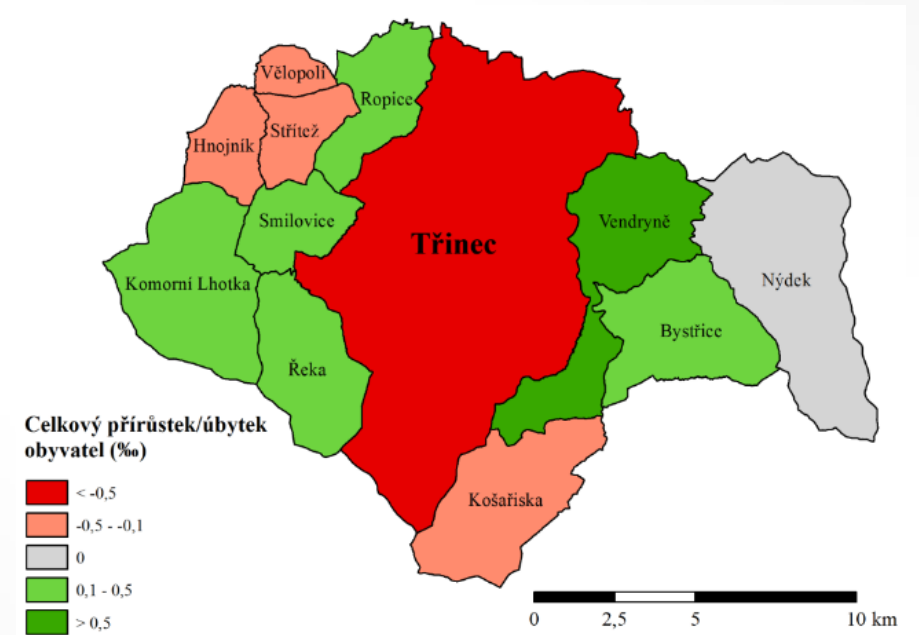 Vělopolí
Ropice
Střítež
Hnojník
Smilovice
Vendryně
Třinec
Komorní Lhotka
Nýdek
Bystřice
Řeka
Celkový přírůstek/úbytek
obyvatel (‰)
< -0,5
-0,5 - -0,1
0
0,1 - 0,5
> 0,5
Košařiska
0 2,5 5 10 km